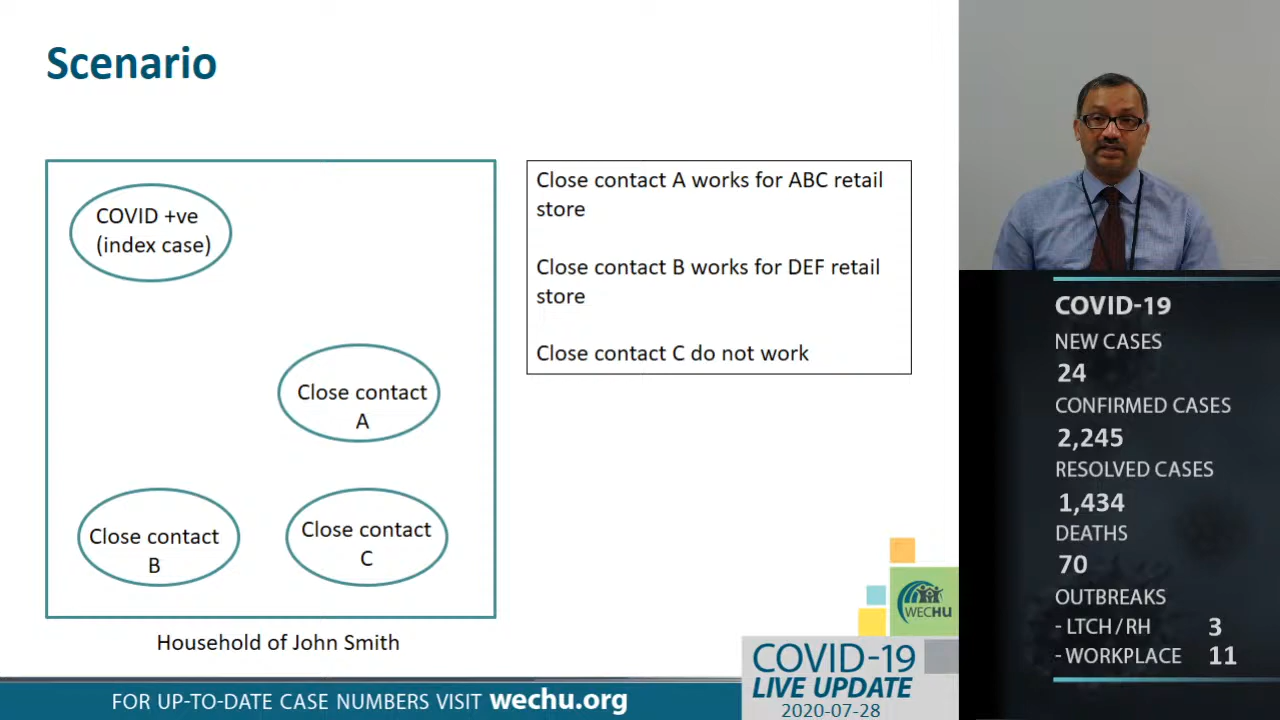 Scenario
COVID +ve
(index case)
Close contact
A
Close contact
B
Close contact
C
Household of John Smith
Close contact A works for ABC retail
store
Close contact B works for DEF retail
store
Close contact C do not work
WECHU
COVID-19
LIVE UPDATE
2020-07-28
FOR UP-TO-DATE CASE NUMBERS VISIT wechu.org
COVID-19
NEW CASES
24
CONFIRMED CASES
2,245
RESOLVED CASES
1,434
DEATHS
70
OUTBREAKS
- LTCH / RH 3
- WORKPLACE 11